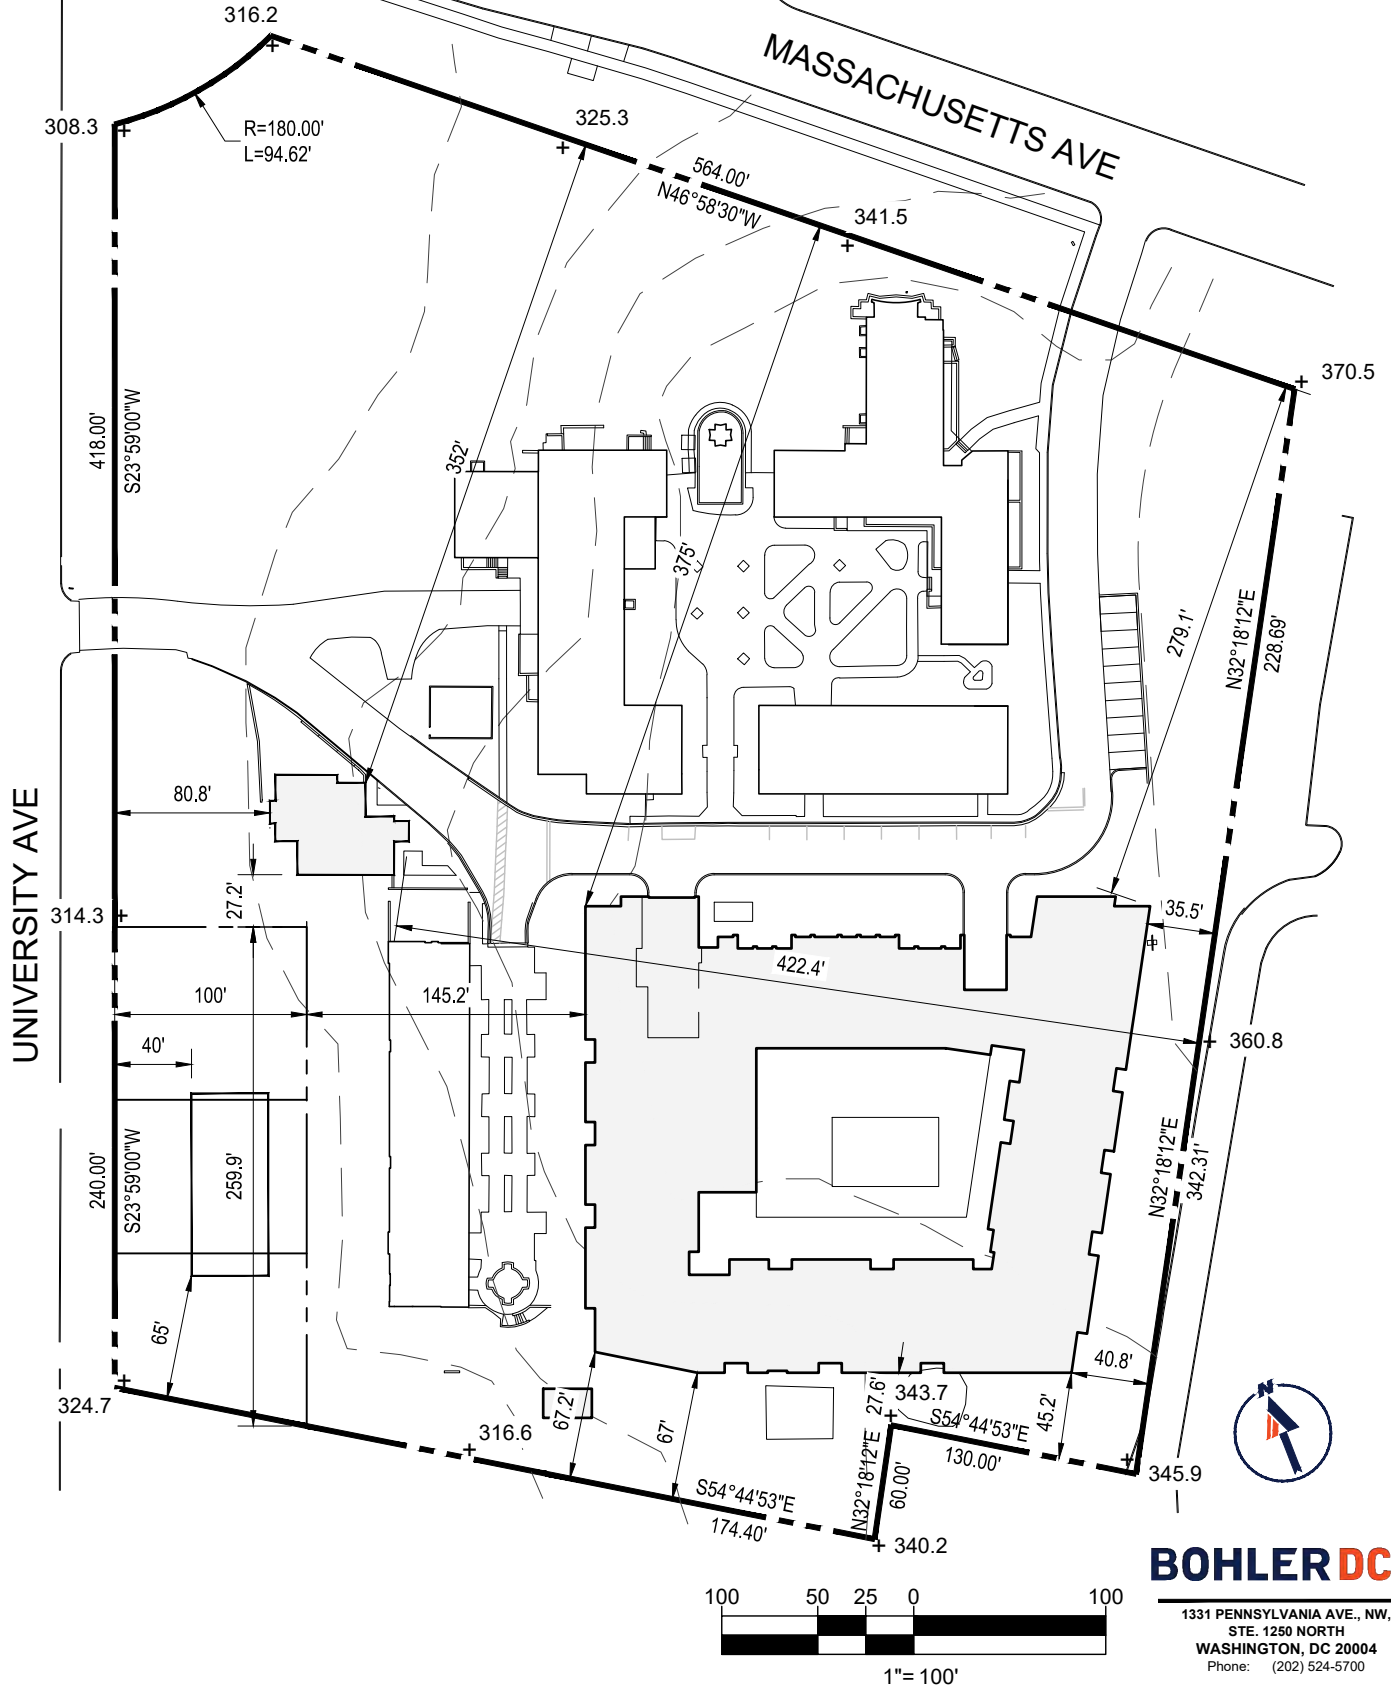 316.2
MASSACHUSETTS AVE
308.3
R=180.00'
L=94.62'
325.3
564.00'
N46°58'30"W
341.5
370.5
418.00'
S23°59'00"W
352'
375'
279.1'
N32°18'12"E
228.69'
UNIVERSITY AVE
80.8'
27.2'
314.3
35.5'
422.4'
100'
145.2'
40'
360.8
240.00'
S23°59'00"W
259.9'
N32°18'12"E
342.31'
65'
40.8'
324.7
67.2'
27.6'
343.7
45.2'
316.6
67'
S54°44'53"E
130.00'
345.9
S54°44'53"E
174.40'
N32°18'12"E
60.00'
340.2
N
BOHLER DC
1331 PENNSYLVANIA AVE., NW,
STE. 1250 NORTH
WASHINGTON, DC 20004
Phone: (202) 524-5700
100 50 25 0 100
1"= 100'